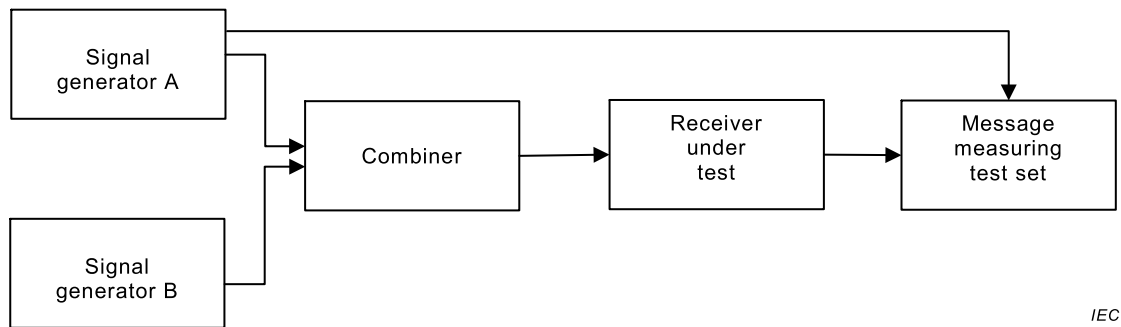 Signal
generator A
Combiner
Receiver
under
test
Message
measuring
test set
Signal
generator B
IEC